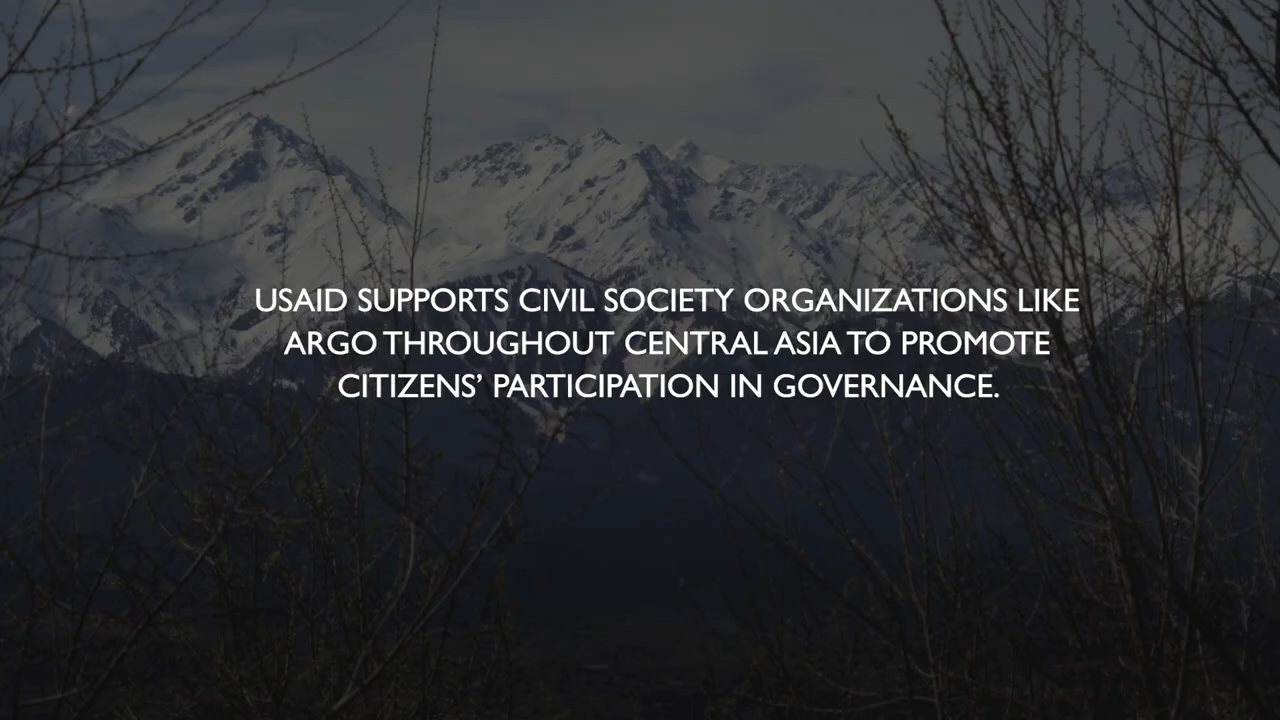 USAID SUPPORTS CIVIL SOCIETY ORGANIZATIONS LIKE
ARGO THROUGHOUT CENTRAL ASIA TO PROMOTE
CITIZENS’ PARTICIPATION IN GOVERNANCE.